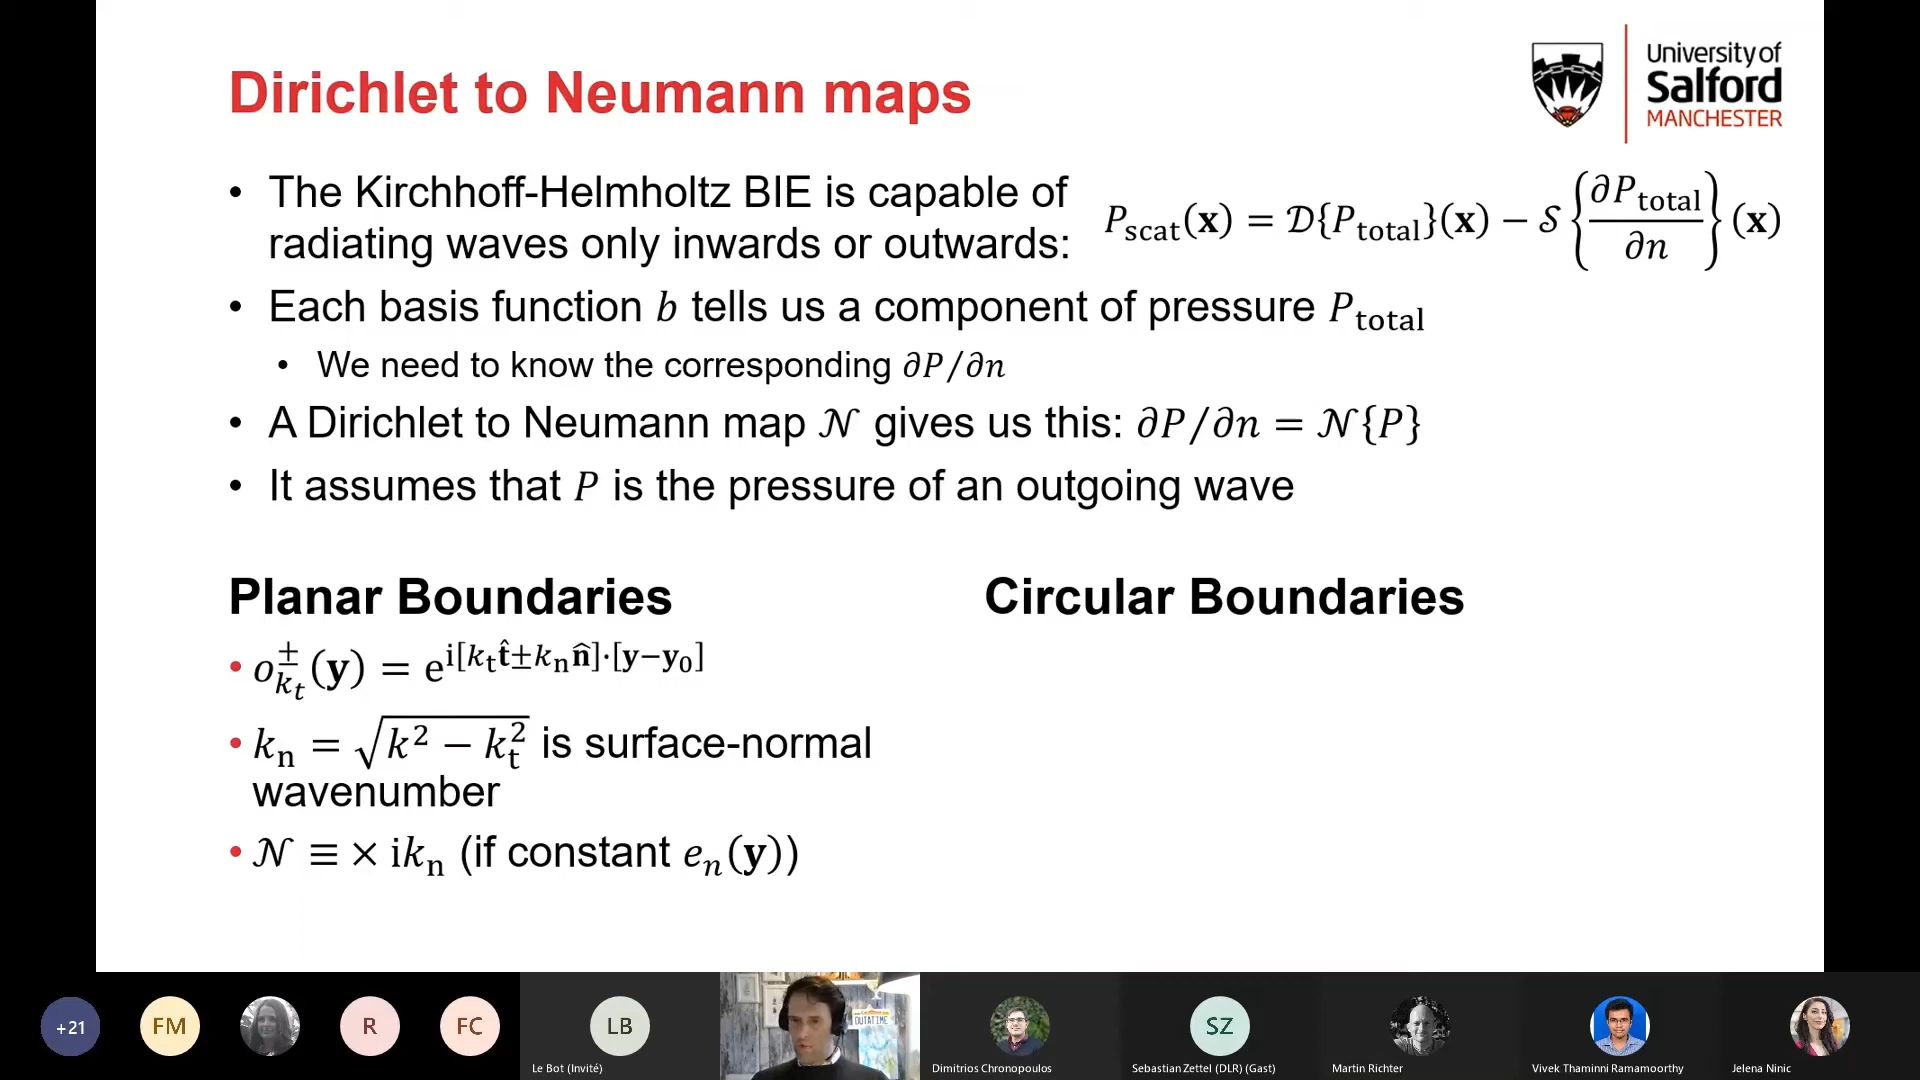 Dirichlet to Neumann maps
University of
Salford
MANCHESTER
• The Kirchhoff-Helmholtz BIE is capable of
radiating waves only inwards or outwards:
P_scat(𝐱) = 𝒟{P_total}(𝐱) − 𝒮{∂P_total/∂n}(𝐱)
• Each basis function b tells us a component of pressure P_total
• We need to know the corresponding ∂P/∂n
• A Dirichlet to Neumann map 𝒩 gives us this: ∂P/∂n = 𝒩{P}
• It assumes that P is the pressure of an outgoing wave
Planar Boundaries
• o^±_{k_t}(𝐲) = e^{i[k_t 𝐭̂ ± k_n 𝐧̂]·[𝐲−𝐲_0]}
• k_n = √(k² − k_t²) is surface-normal
wavenumber
• 𝒩 ≡ × ik_n (if constant e_n(𝐲))
Circular Boundaries
+21
FM
R
FC
LB
Le Bot (Invité)
OUTATIME
Dimitrios Chronopoulos
SZ
Sebastian Zettel (DLR) (Gast)
Martin Richter
Vivek Thaminni Ramamoorthy
Jelena Ninic